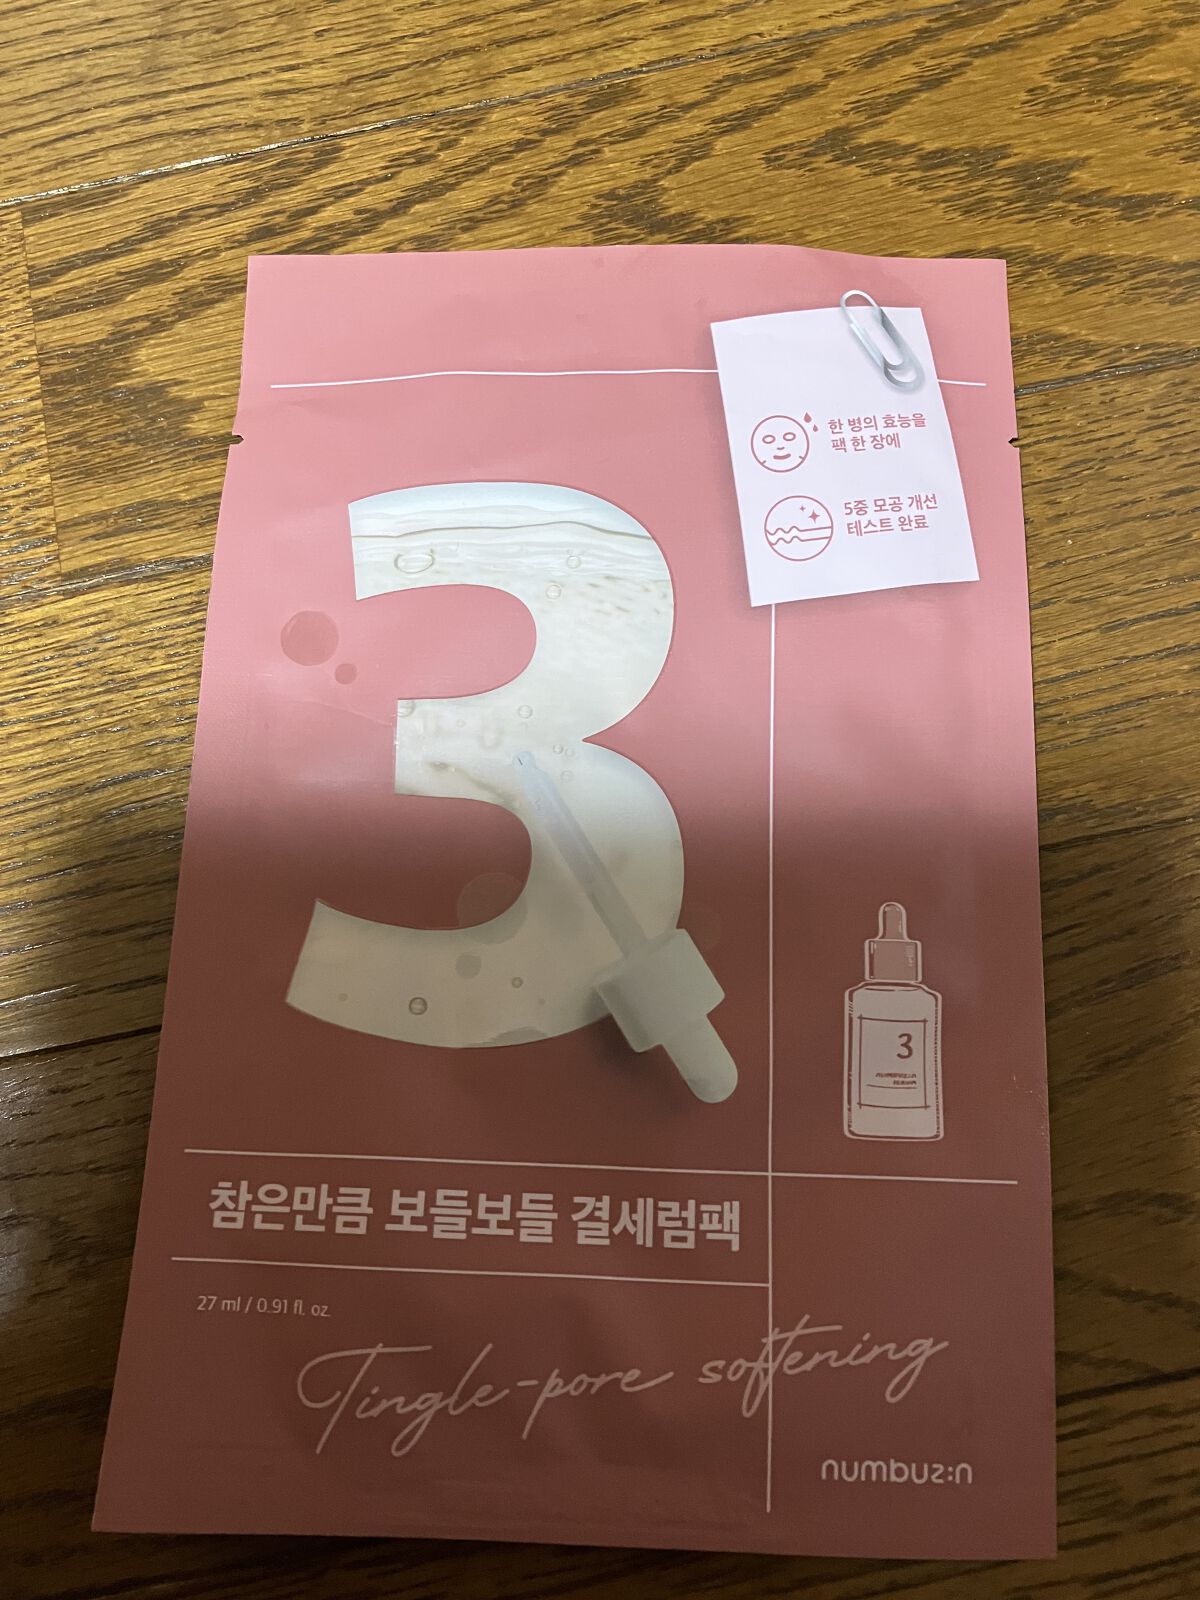 한 병의 효능을
팩 한 장에
5중 모공 개선
테스트 완료
3
3
numbuz:n
SERUM
참은만큼 보들보들 결세럼팩
27 ml / 0.91 fl. oz.
Tingle-pore softening
numbuz:n